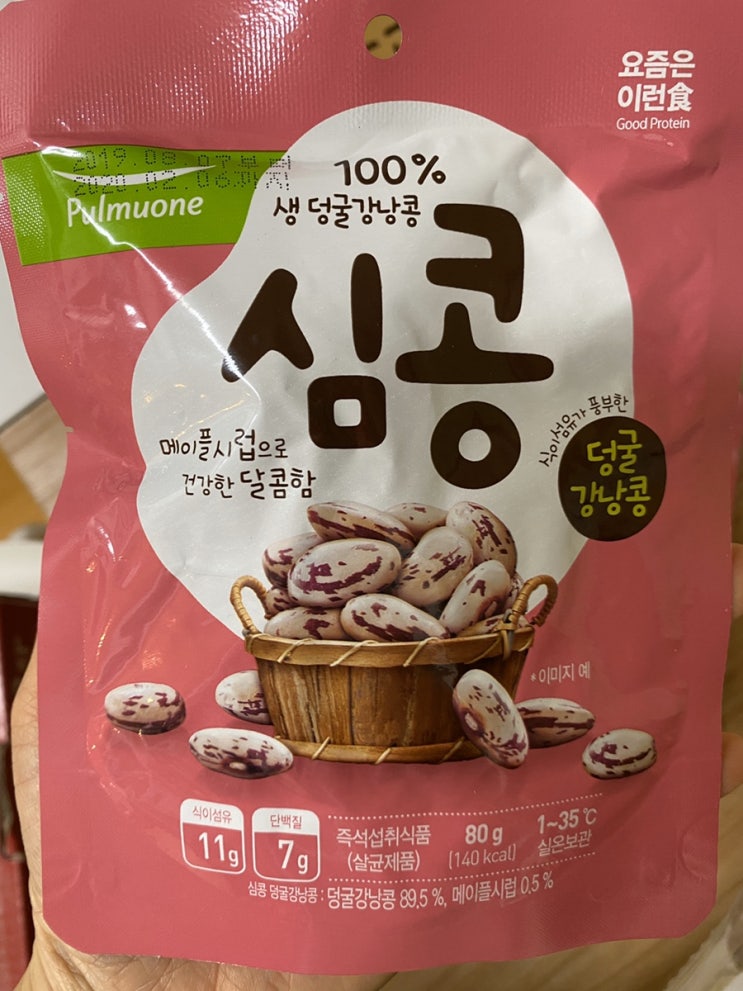 요즘은
이런食
Good Protein
2019.08.07부터
2020.02.06까지
Pulmuone
100%
생 덩굴강낭콩
심콩
메이플시럽으로
건강한 달콤함
식이섬유가 풍부한
덩굴
강낭콩
*이미지 예
식이섬유
11g
단백질
7g
즉석섭취식품
(살균제품)
80 g
(140 kcal)
1~35 ℃
실온보관
심콩 덩굴강낭콩 : 덩굴강낭콩 89.5 %, 메이플시럽 0.5 %